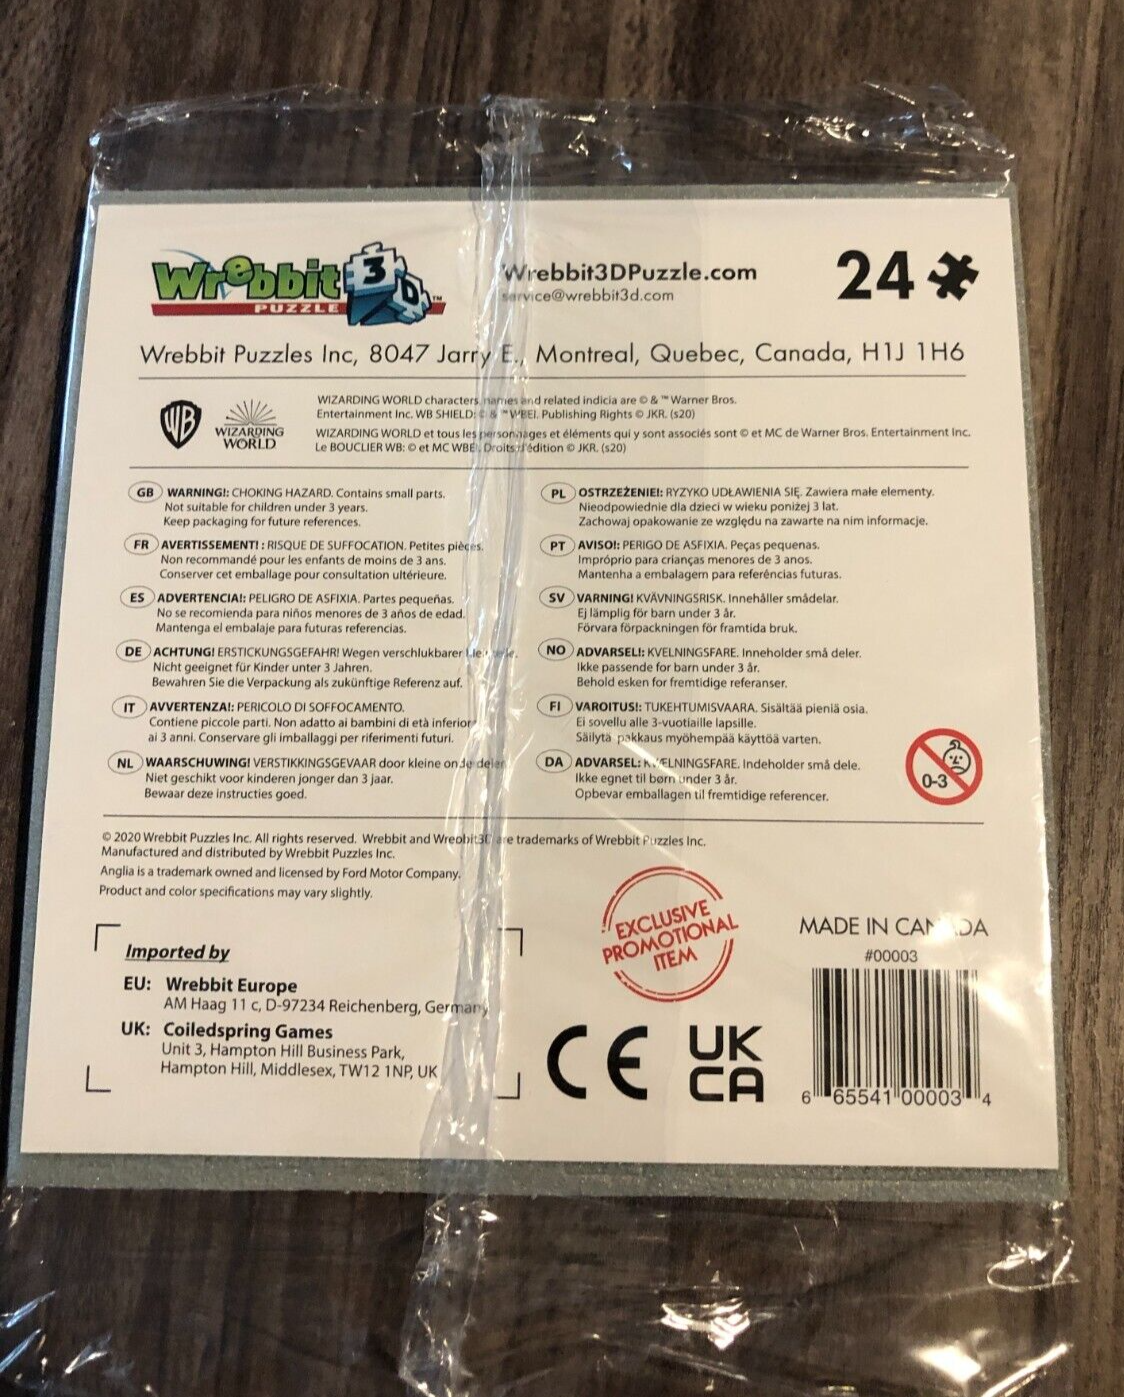 Wrebbit 3D™
PUZZLE
Wrebbit3DPuzzle.com
service@wrebbit3d.com
24
Wrebbit Puzzles Inc, 8047 Jarry E., Montreal, Quebec, Canada, H1J 1H6
WB
WIZARDING
WORLD
WIZARDING WORLD characters, names and related indicia are © & ™ Warner Bros.
Entertainment Inc. WB SHIELD: © & ™ WBEI. Publishing Rights © JKR. (s20)
WIZARDING WORLD et tous les personnages et éléments qui y sont associés sont © et MC de Warner Bros. Entertainment Inc.
Le BOUCLIER WB: © et MC WBEI. Droits d'édition © JKR. (s20)
GB WARNING!: CHOKING HAZARD. Contains small parts.
Not suitable for children under 3 years.
Keep packaging for future references.
FR AVERTISSEMENT! : RISQUE DE SUFFOCATION. Petites pièces.
Non recommandé pour les enfants de moins de 3 ans.
Conserver cet emballage pour consultation ultérieure.
ES ADVERTENCIA!: PELIGRO DE ASFIXIA. Partes pequeñas.
No se recomienda para niños menores de 3 años de edad.
Mantenga el embalaje para futuras referencias.
DE ACHTUNG! ERSTICKUNGSGEFAHR! Wegen verschlukbarer
Nicht geeignet für Kinder unter 3 Jahren.
Bewahren Sie die Verpackung als zukünftige Referenz auf.
IT AVVERTENZA!: PERICOLO DI SOFFOCAMENTO.
Contiene piccole parti. Non adatto ai bambini di età inferiore
ai 3 anni. Conservare gli imballaggi per riferimenti futuri.
NL WAARSCHUWING! VERSTIKKINGSGEVAAR door kleine onderdelen
Niet geschikt voor kinderen jonger dan 3 jaar.
Bewaar deze instructies goed.
PL OSTRZEŻENIE!: RYZYKO UDŁAWIENIA SIĘ. Zawiera małe elementy.
Nieodpowiednie dla dzieci w wieku poniżej 3 lat.
Zachowaj opakowanie ze względu na zawarte na nim informacje.
PT AVISO!: PERIGO DE ASFIXIA. Peças pequenas.
Impróprio para crianças menores de 3 anos.
Mantenha a embalagem para referências futuras.
SV VARNING! KVÄVNINGSRISK. Innehåller smådelar.
Ej lämplig för barn under 3 år.
Förvara förpackningen för framtida bruk.
NO ADVARSEL!: KVELNINGSFARE. Inneholder små deler.
Ikke passende for barn under 3 år.
Behold esken for fremtidige referanser.
FI VAROITUS!: TUKEHTUMISVAARA. Sisältää pieniä osia.
Ei sovellu alle 3-vuotiaille lapsille.
Säilytä pakkaus myöhempää käyttöä varten.
DA ADVARSEL: KVÆLNINGSFARE. Indeholder små dele.
Ikke egnet til børn under 3 år.
Opbevar emballagen til fremtidige referencer.
0-3
© 2020 Wrebbit Puzzles Inc. All rights reserved. Wrebbit and Wrebbit3D are trademarks of Wrebbit Puzzles Inc.
Manufactured and distributed by Wrebbit Puzzles Inc.
Anglia is a trademark owned and licensed by Ford Motor Company.
Product and color specifications may vary slightly.
Imported by
EU: Wrebbit Europe
AM Haag 11 c, D-97234 Reichenberg, Germany
UK: Coiledspring Games
Unit 3, Hampton Hill Business Park,
Hampton Hill, Middlesex, TW12 1NP, UK
EXCLUSIVE
PROMOTIONAL
ITEM
CE
UK
CA
MADE IN CANADA
#00003
6 65541 00003 4